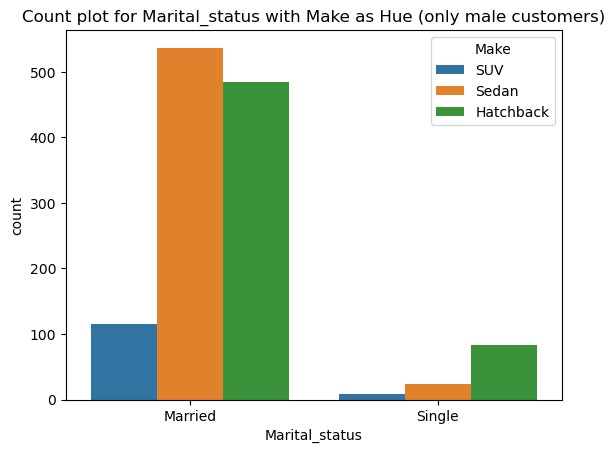 Count plot for Marital_status with Make as Hue (only male customers)
Make
SUV
Sedan
Hatchback
500
400
300
200
100
0
count
Married
Single
Marital_status